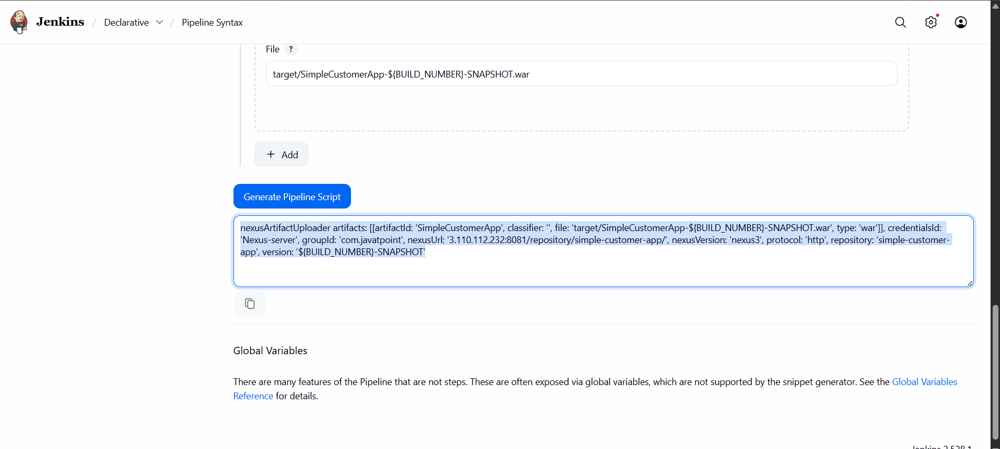 Jenkins / Declarative / Pipeline Syntax
File ?
target/SimpleCustomerApp-${BUILD_NUMBER}-SNAPSHOT.war
+ Add
Generate Pipeline Script
nexusArtifactUploader artifacts: [[artifactId: 'SimpleCustomerApp', classifier: '', file: 'target/SimpleCustomerApp-${BUILD_NUMBER}-SNAPSHOT.war', type: 'war']], credentialsId:
'Nexus-server', groupId: 'com.javatpoint', nexusUrl: '3.110.112.232:8081/repository/simple-customer-app/', nexusVersion: 'nexus3', protocol: 'http', repository: 'simple-customer-
app', version: '${BUILD_NUMBER}-SNAPSHOT'
Global Variables
There are many features of the Pipeline that are not steps. These are often exposed via global variables, which are not supported by the snippet generator. See the Global Variables
Reference for details.
Jenkins 2.528.1